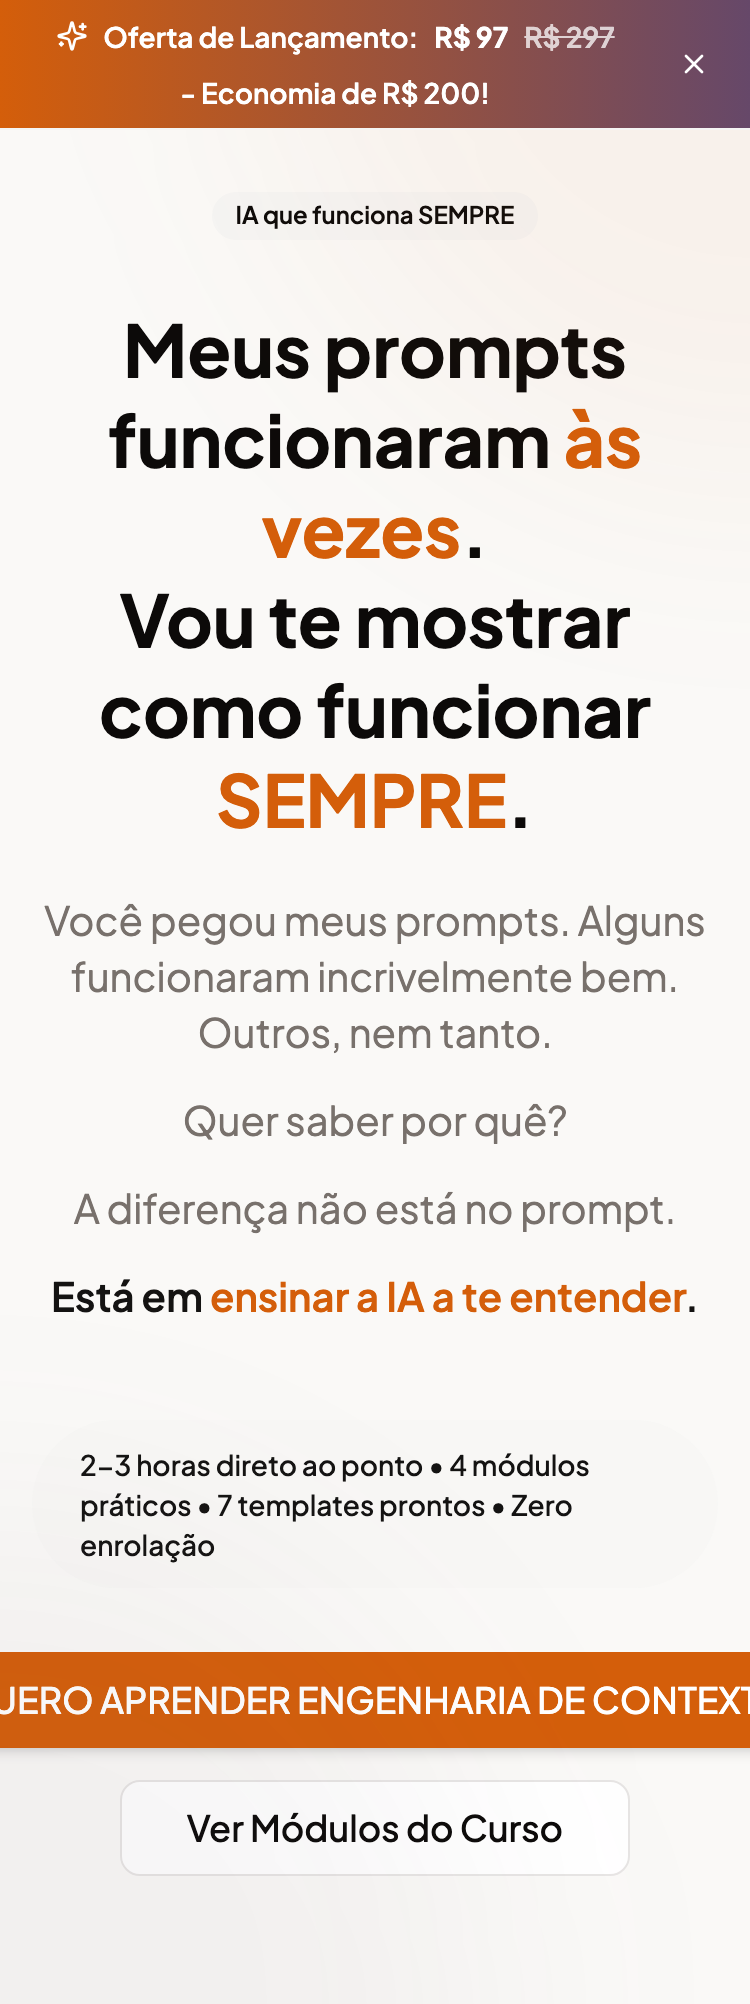 Oferta de Lançamento: R$ 97 R$ 297
- Economia de R$ 200!
IA que funciona SEMPRE
Meus prompts
funcionaram às
vezes.
Vou te mostrar
como funcionar
SEMPRE.
Você pegou meus prompts. Alguns
funcionaram incrivelmente bem.
Outros, nem tanto.
Quer saber por quê?
A diferença não está no prompt.
Está em ensinar a IA a te entender.
2-3 horas direto ao ponto • 4 módulos
práticos • 7 templates prontos • Zero
enrolação
UERO APRENDER ENGENHARIA DE CONTEXT
Ver Módulos do Curso